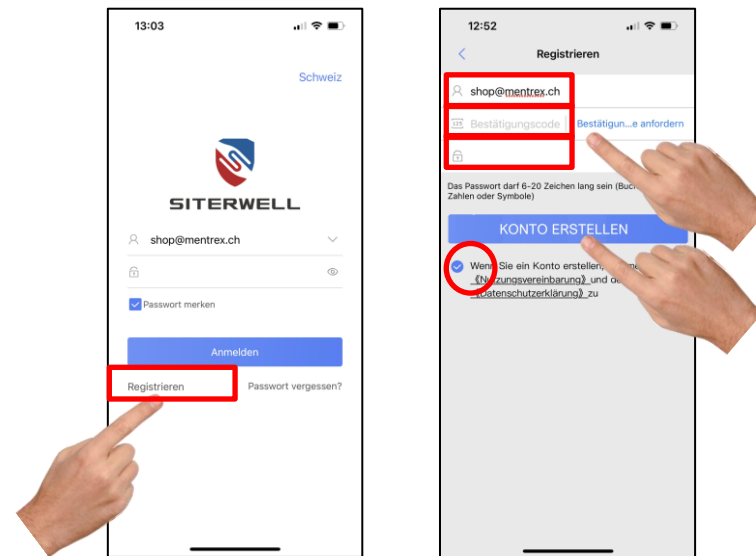 13:03
Schweiz
SITERWELL
shop@mentrex.ch
Passwort merken
Anmelden
Registrieren
Passwort vergessen?
12:52
Registrieren
shop@mentrex.ch
123
Bestätigungscode
Bestätigun...e anfordern
Das Passwort darf 6-20 Zeichen lang sein
Zahlen oder Symbole)
KONTO ERSTELLEN
Wenn Sie ein Konto erstellen,
《Nutzungsvereinbarung》 und
《Datenschutzerklärung》 zu